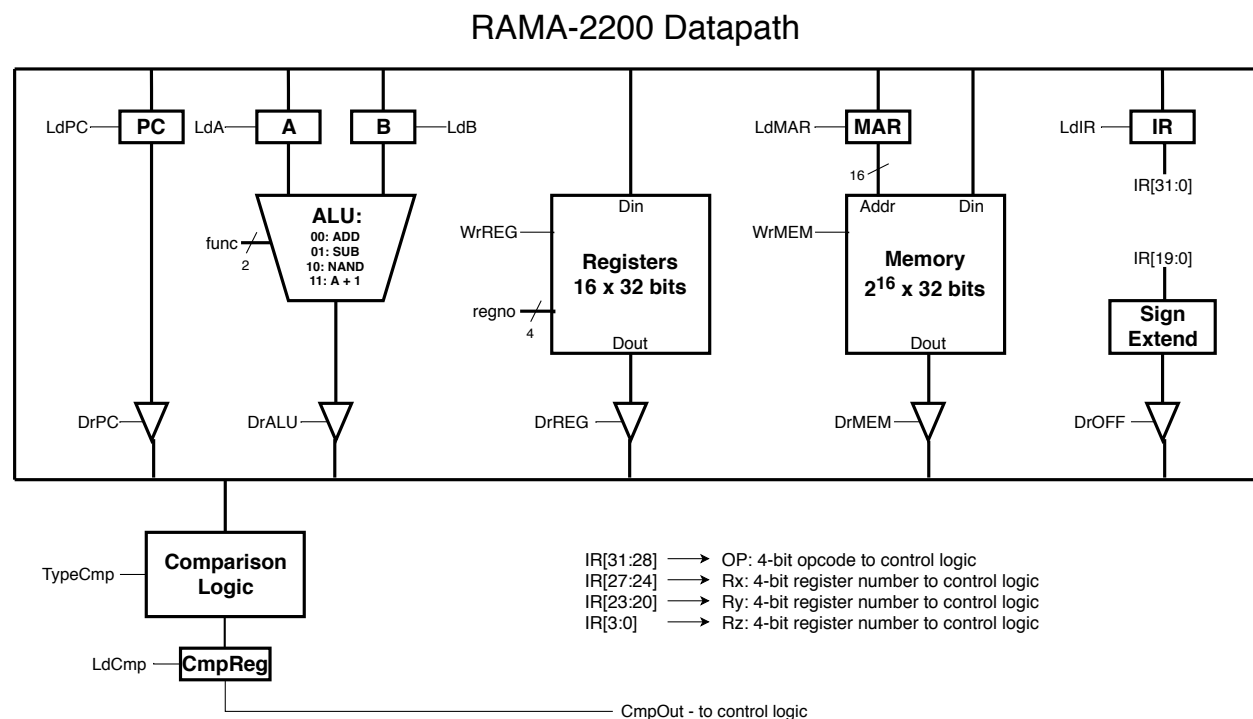 RAMA-2200 Datapath
LdPC
PC
LdA
A
B
LdB
LdMAR
MAR
LdIR
IR
16
IR[31:0]
ALU:
00: ADD
01: SUB
10: NAND
11: A + 1
func
2
Din
WrREG
Registers
16 x 32 bits
regno
4
Dout
Addr
Din
WrMEM
Memory
2^16 x 32 bits
Dout
IR[19:0]
Sign
Extend
DrPC
DrALU
DrREG
DrMEM
DrOFF
TypeCmp
Comparison
Logic
LdCmp
CmpReg
CmpOut - to control logic
IR[31:28] → OP: 4-bit opcode to control logic
IR[27:24] → Rx: 4-bit register number to control logic
IR[23:20] → Ry: 4-bit register number to control logic
IR[3:0] → Rz: 4-bit register number to control logic